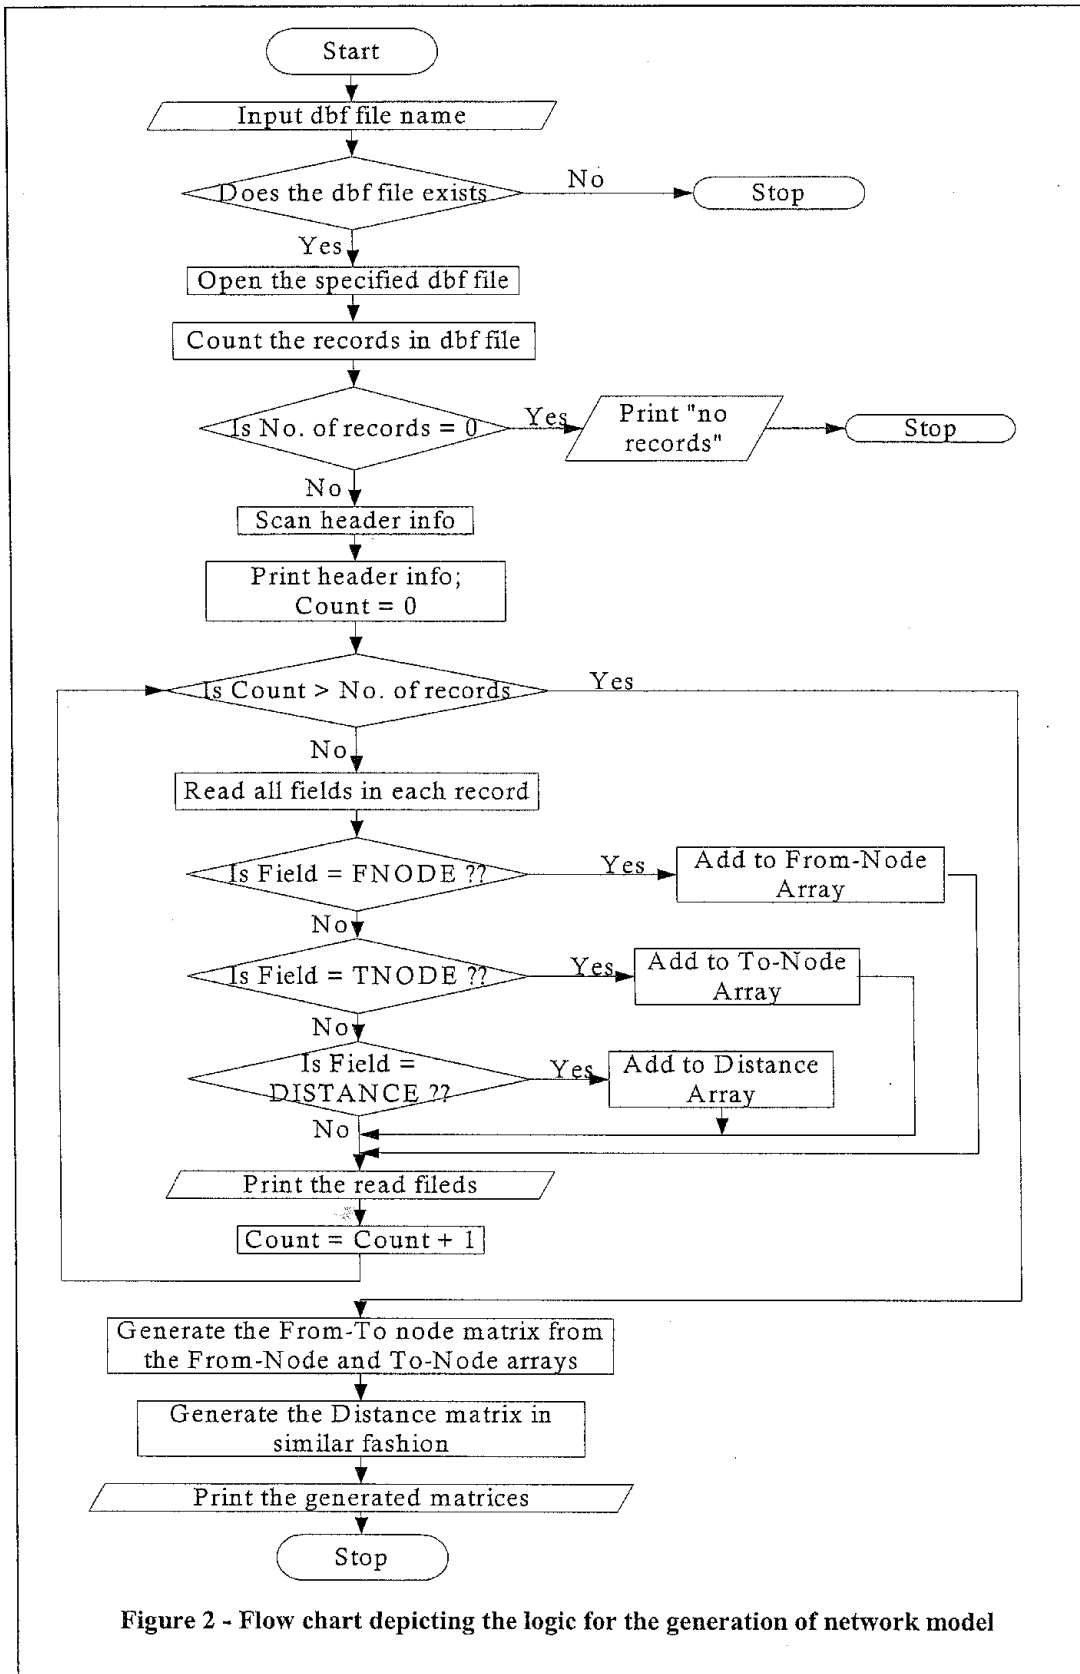 Start
Input dbf file name
Does the dbf file exists
No
Stop
Yes
Open the specified dbf file
Count the records in dbf file
Is No. of records = 0
Yes
Print "no
records"
Stop
No
Scan header info
Print header info;
Count = 0
Is Count > No. of records
Yes
No
Read all fields in each record
Is Field = FNODE ??
Yes
Add to From-Node
Array
No
Is Field = TNODE ??
Yes
Add to To-Node
Array
No
Is Field =
DISTANCE ??
Yes
Add to Distance
Array
No
Print the read fileds
Count = Count + 1
Generate the From-To node matrix from
the From-Node and To-Node arrays
Generate the Distance matrix in
similar fashion
Print the generated matrices
Stop
Figure 2 - Flow chart depicting the logic for the generation of network model